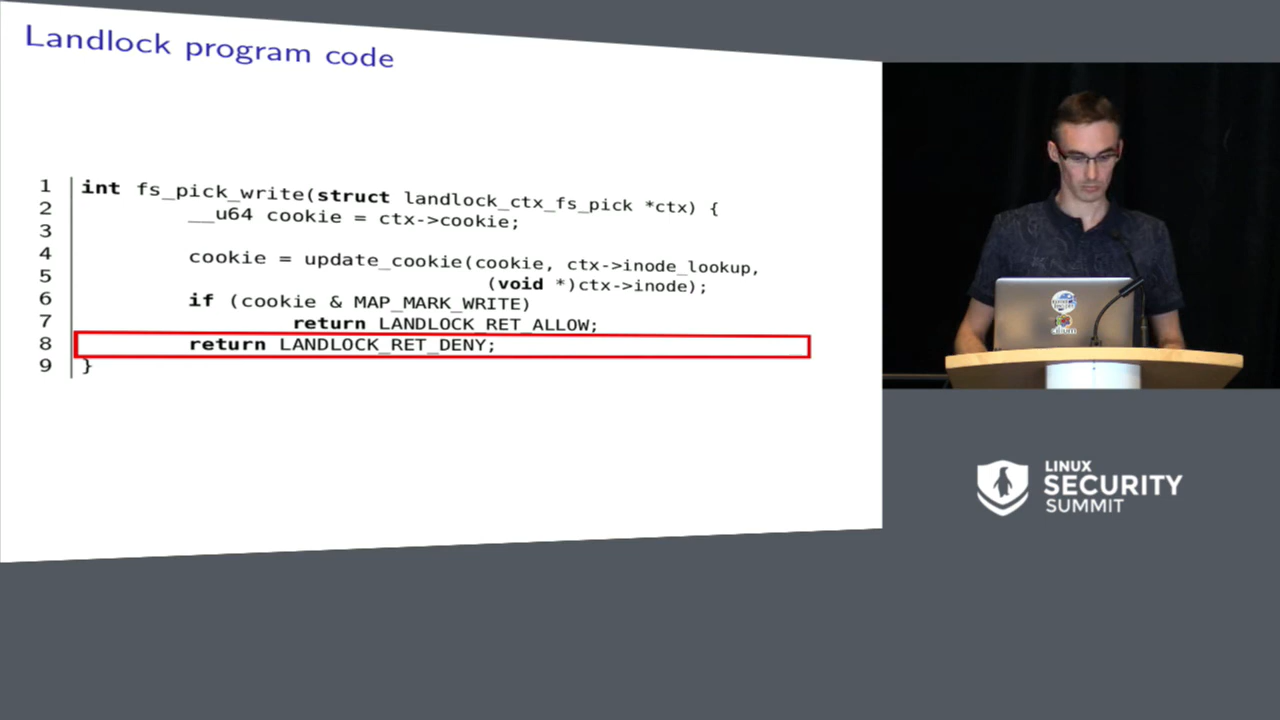 Landlock program code
1 int fs_pick_write(struct landlock_ctx_fs_pick *ctx) {
2 __u64 cookie = ctx->cookie;
3
4 cookie = update_cookie(cookie, ctx->inode_lookup,
5 (void *)ctx->inode);
6 if (cookie & MAP_MARK_WRITE)
7 return LANDLOCK_RET_ALLOW;
8 return LANDLOCK_RET_DENY;
9 }
LINUX
SECURITY
SUMMIT